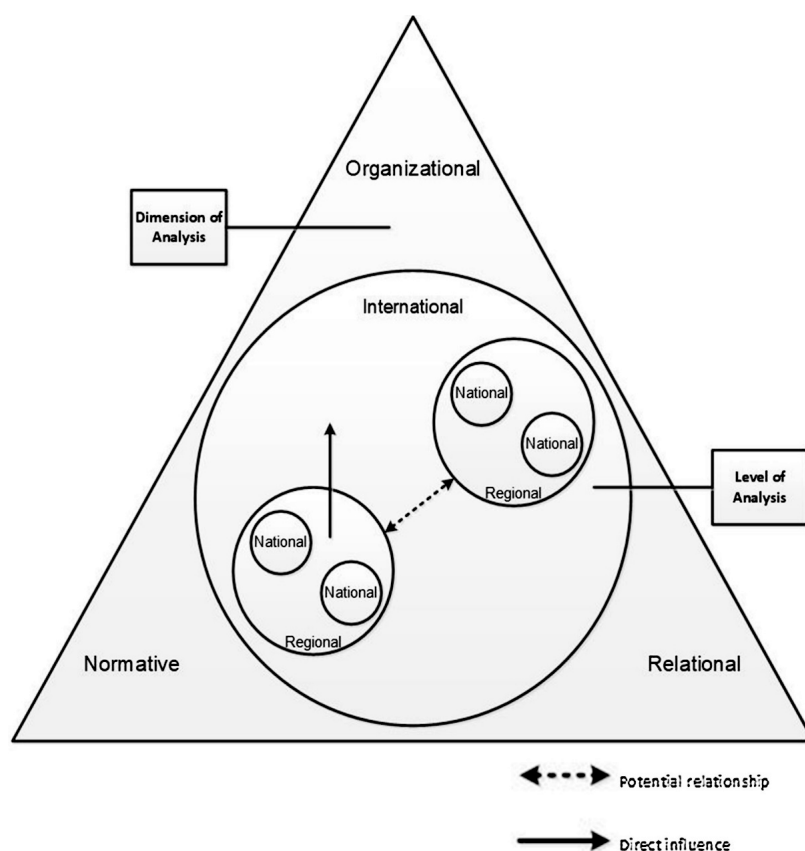 Organizational
Dimension of
Analysis
International
National
National
Regional
Level of
Analysis
National
National
Regional
Normative
Relational
Potential relationship
Direct influence